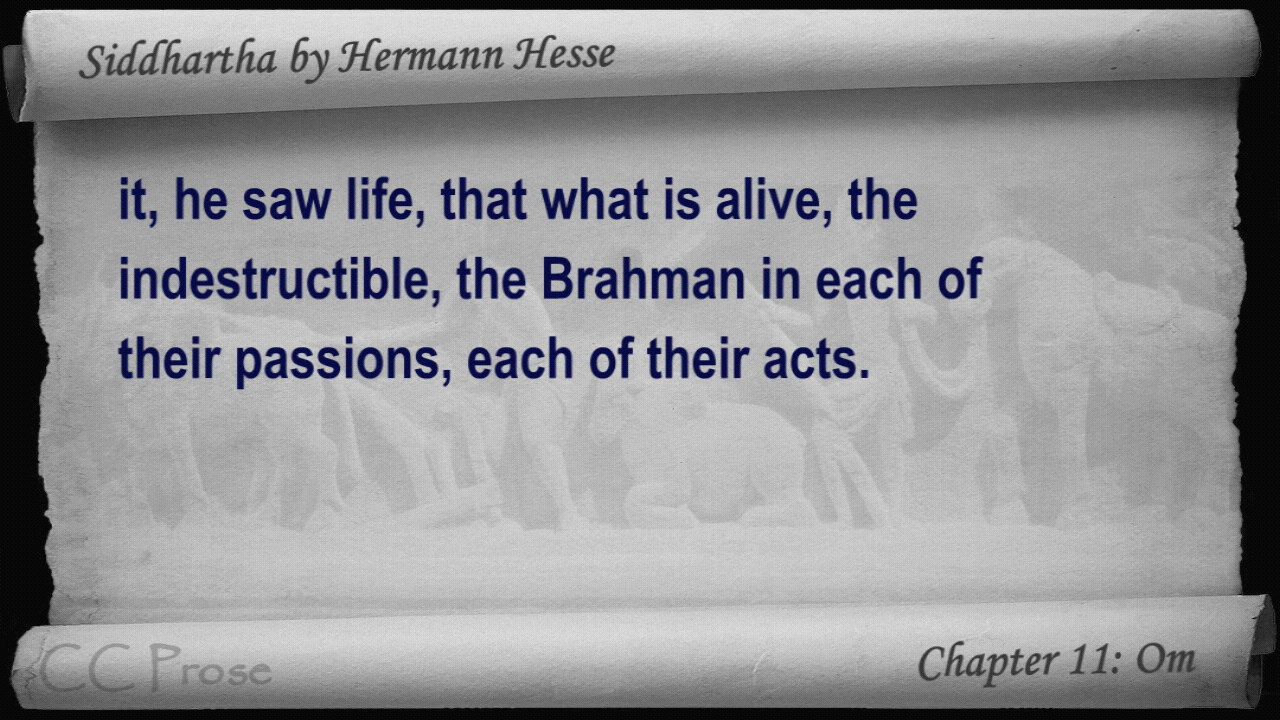 Siddhartha by Hermann Hesse
it, he saw life, that what is alive, the
indestructible, the Brahman in each of
their passions, each of their acts.
CC Prose
Chapter 11: Om